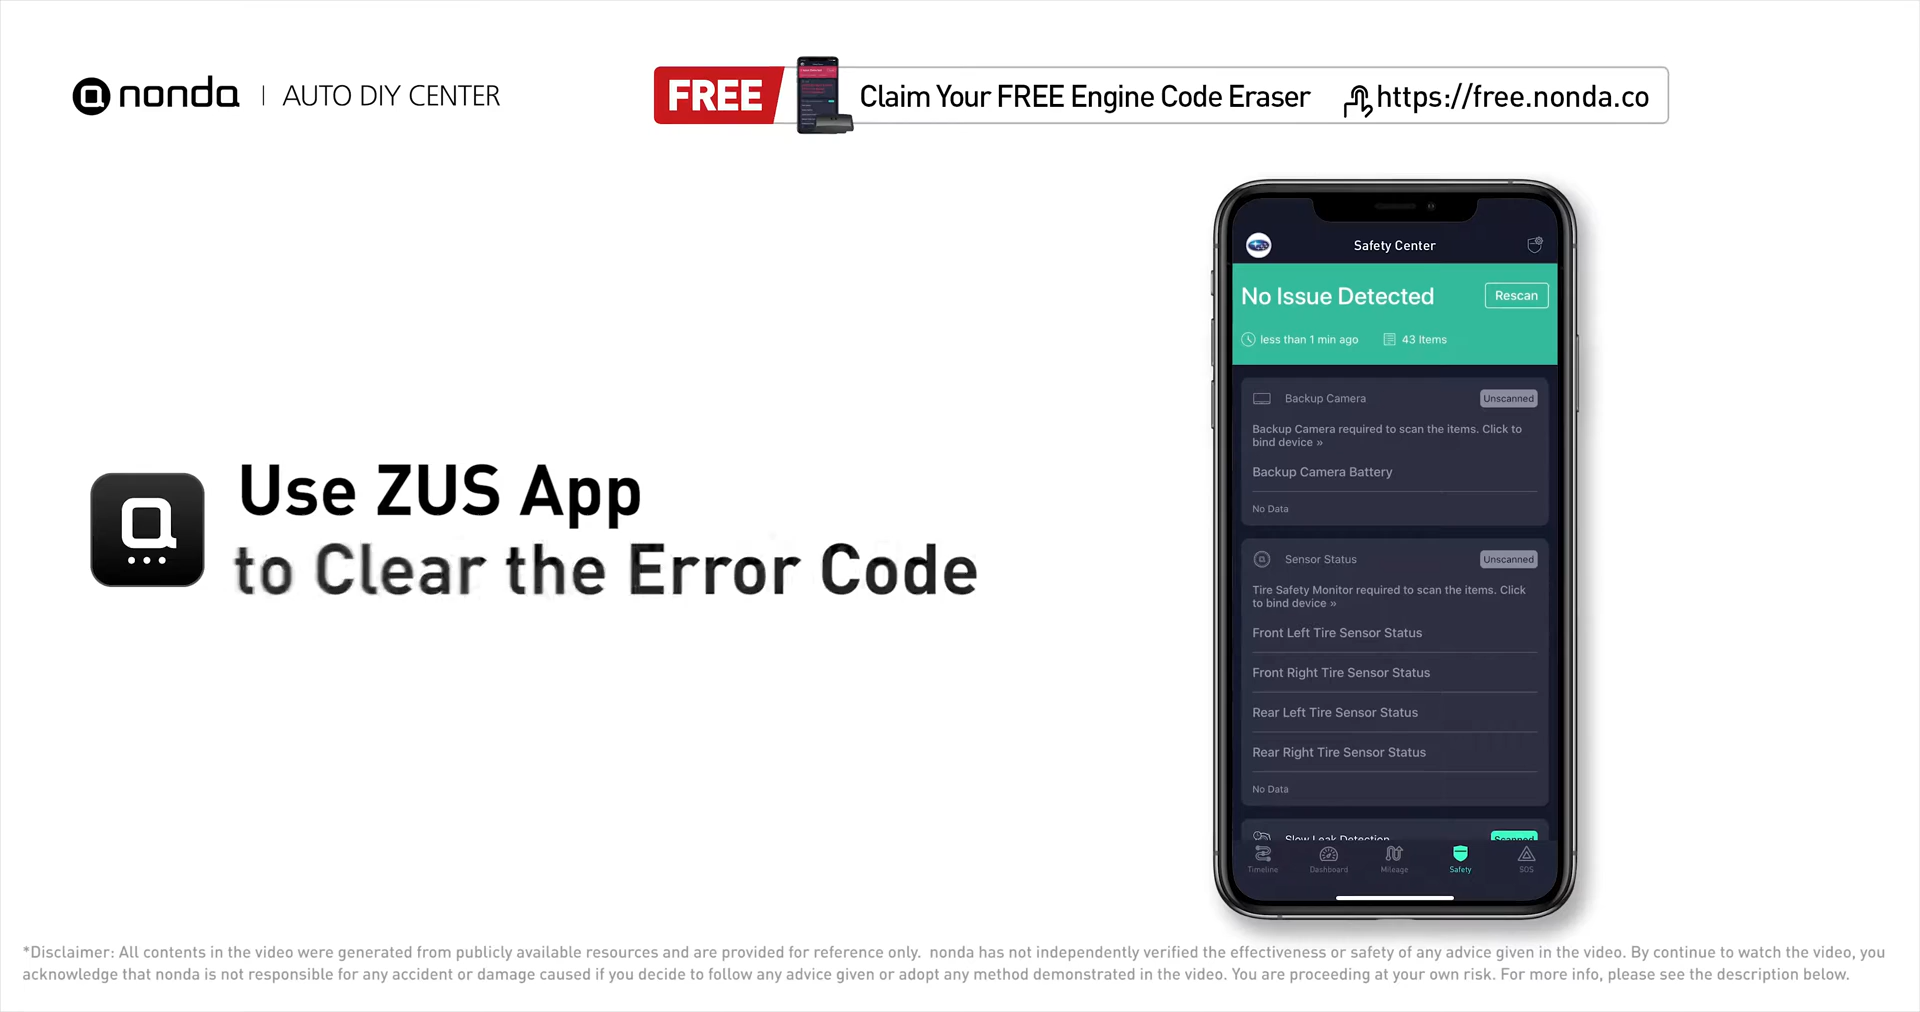 nonda | AUTO DIY CENTER
FREE Claim Your FREE Engine Code Eraser https://free.nonda.co
Use ZUS App
to Clear the Error Code
Safety Center
No Issue Detected Rescan
less than 1 min ago 43 Items
Backup Camera Unscanned
Backup Camera required to scan the items. Click to
bind device »
Backup Camera Battery
No Data
Sensor Status Unscanned
Tire Safety Monitor required to scan the items. Click
to bind device »
Front Left Tire Sensor Status
Front Right Tire Sensor Status
Rear Left Tire Sensor Status
Rear Right Tire Sensor Status
No Data
Slow Leak Detection Scanned
Timeline Dashboard Mileage Safety SOS
*Disclaimer: All contents in the video were generated from publicly available resources and are provided for reference only. nonda has not independently verified the effectiveness or safety of any advice given in the video. By continue to watch the video, you
acknowledge that nonda is not responsible for any accident or damage caused if you decide to follow any advice given or adopt any method demonstrated in the video. You are proceeding at your own risk. For more info, please see the description below.